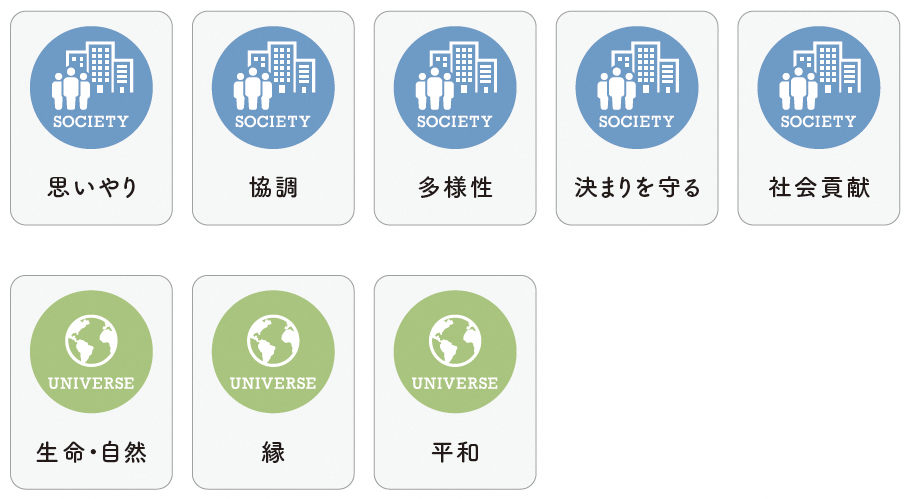 SOCIETY
思いやり
SOCIETY
協調
SOCIETY
多様性
SOCIETY
決まりを守る
SOCIETY
社会貢献
UNIVERSE
生命・自然
UNIVERSE
縁
UNIVERSE
平和